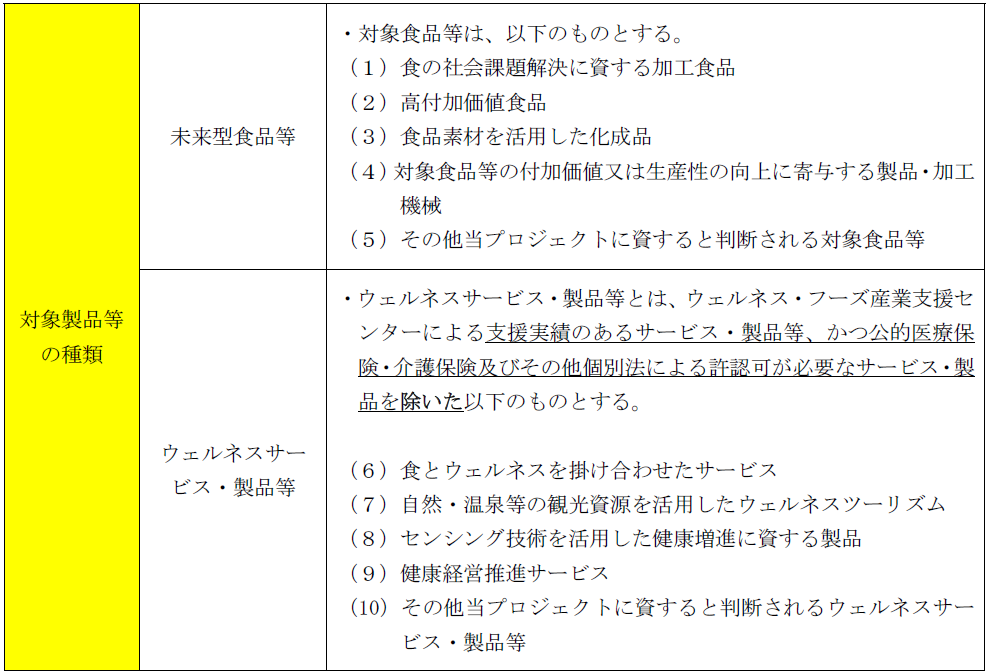 対象製品等
の種類
未来型食品等
・対象食品等は、以下のものとする。
（１）食の社会課題解決に資する加工食品
（２）高付加価値食品
（３）食品素材を活用した化成品
（４）対象食品等の付加価値又は生産性の向上に寄与する製品・加工
機械
（５）その他当プロジェクトに資すると判断される対象食品等
ウェルネスサー
ビス・製品等
・ウェルネスサービス・製品等とは、ウェルネス・フーズ産業支援セ
ンターによる支援実績のあるサービス・製品等、かつ公的医療保
険・介護保険及びその他個別法による許認可が必要なサービス・製
品を除いた以下のものとする。
（６）食とウェルネスを掛け合わせたサービス
（７）自然・温泉等の観光資源を活用したウェルネスツーリズム
（８）センシング技術を活用した健康増進に資する製品
（９）健康経営推進サービス
(10) その他当プロジェクトに資すると判断されるウェルネスサー
ビス・製品等